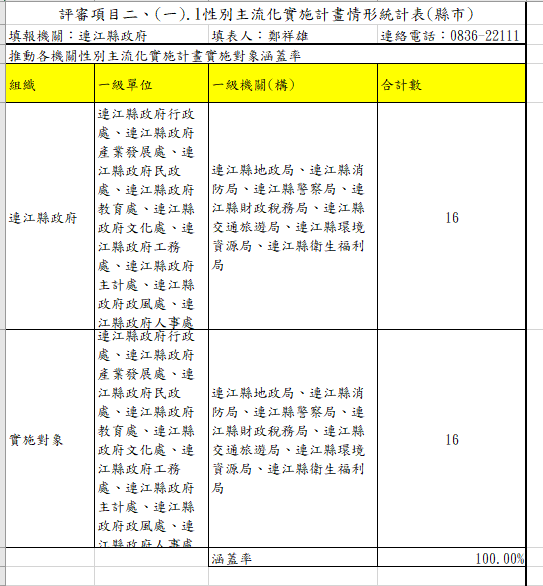 評審項目二、(一).1性別主流化實施計畫情形統計表(縣市)
填報機關：連江縣政府 填表人：鄭祥雄 連絡電話：0836-22111
推動各機關性別主流化實施計畫實施對象涵蓋率
組織 一級單位 一級機關(構) 合計數
連江縣政府
連江縣政府行政
處、連江縣政府
產業發展處、連
江縣政府民政
處、連江縣政府
教育處、連江縣
政府文化處、連
江縣政府工務
處、連江縣政府
主計處、連江縣
政府政風處、連
江縣政府人事處
連江縣地政局、連江縣消
防局、連江縣警察局、連
江縣財政稅務局、連江縣
交通旅遊局、連江縣環境
資源局、連江縣衛生福利
局
16
實施對象
連江縣政府行政
處、連江縣政府
產業發展處、連
江縣政府民政
處、連江縣政府
教育處、連江縣
政府文化處、連
江縣政府工務
處、連江縣政府
主計處、連江縣
政府政風處、連
江縣政府人事處
連江縣地政局、連江縣消
防局、連江縣警察局、連
江縣財政稅務局、連江縣
交通旅遊局、連江縣環境
資源局、連江縣衛生福利
局
16
涵蓋率 100.00%